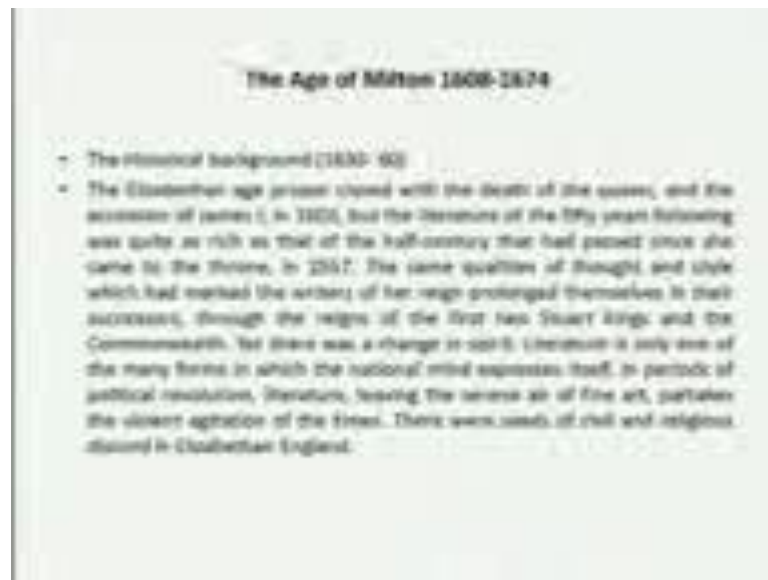 The Age of Milton 1608-1674
• The Historical background (1630- 60)
• The Elizabethan age proper closed with the death of the queen, and the
accession of James I, in 1603, but the literature of the fifty years following
was quite as rich as that of the half-century that had passed since she
came to the throne, in 1557. The same qualities of thought and style
which had marked the writers of her reign prolonged themselves in their
successors, through the reigns of the first two Stuart kings and the
Commonwealth. Yet there was a change in spirit. Literature is only one of
the many forms in which the national mind expresses itself. In periods of
political revolution, literature, leaving the serene air of fine art, partakes
the violent agitation of the times. There were seeds of civil and religious
discord in Elizabethan England.